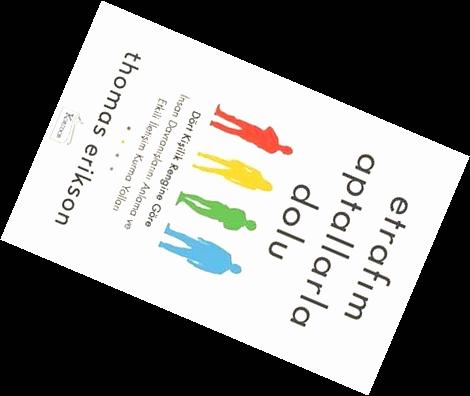 etrafım
aptallarla
dolu
Dört Kişilik Rengine Göre
İnsan Davranışlarını Anlama ve
Etkili İletişim Kurma Yolları
thomas erikson